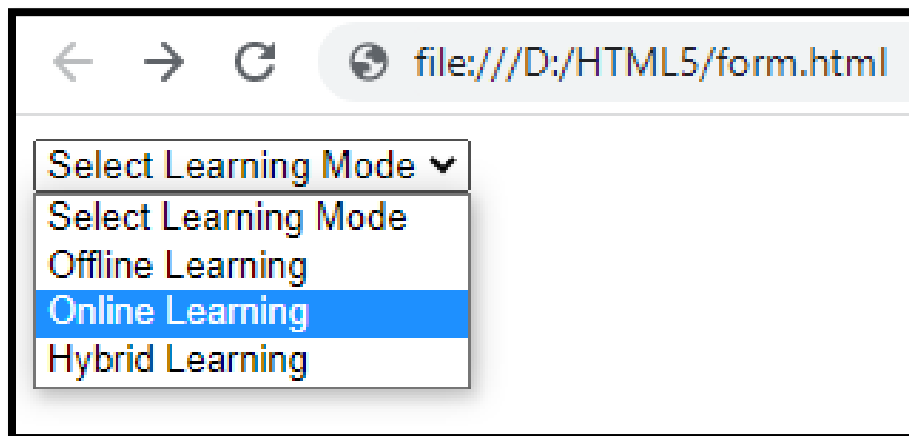 file:///D:/HTML5/form.html
Select Learning Mode
Select Learning Mode
Offline Learning
Online Learning
Hybrid Learning